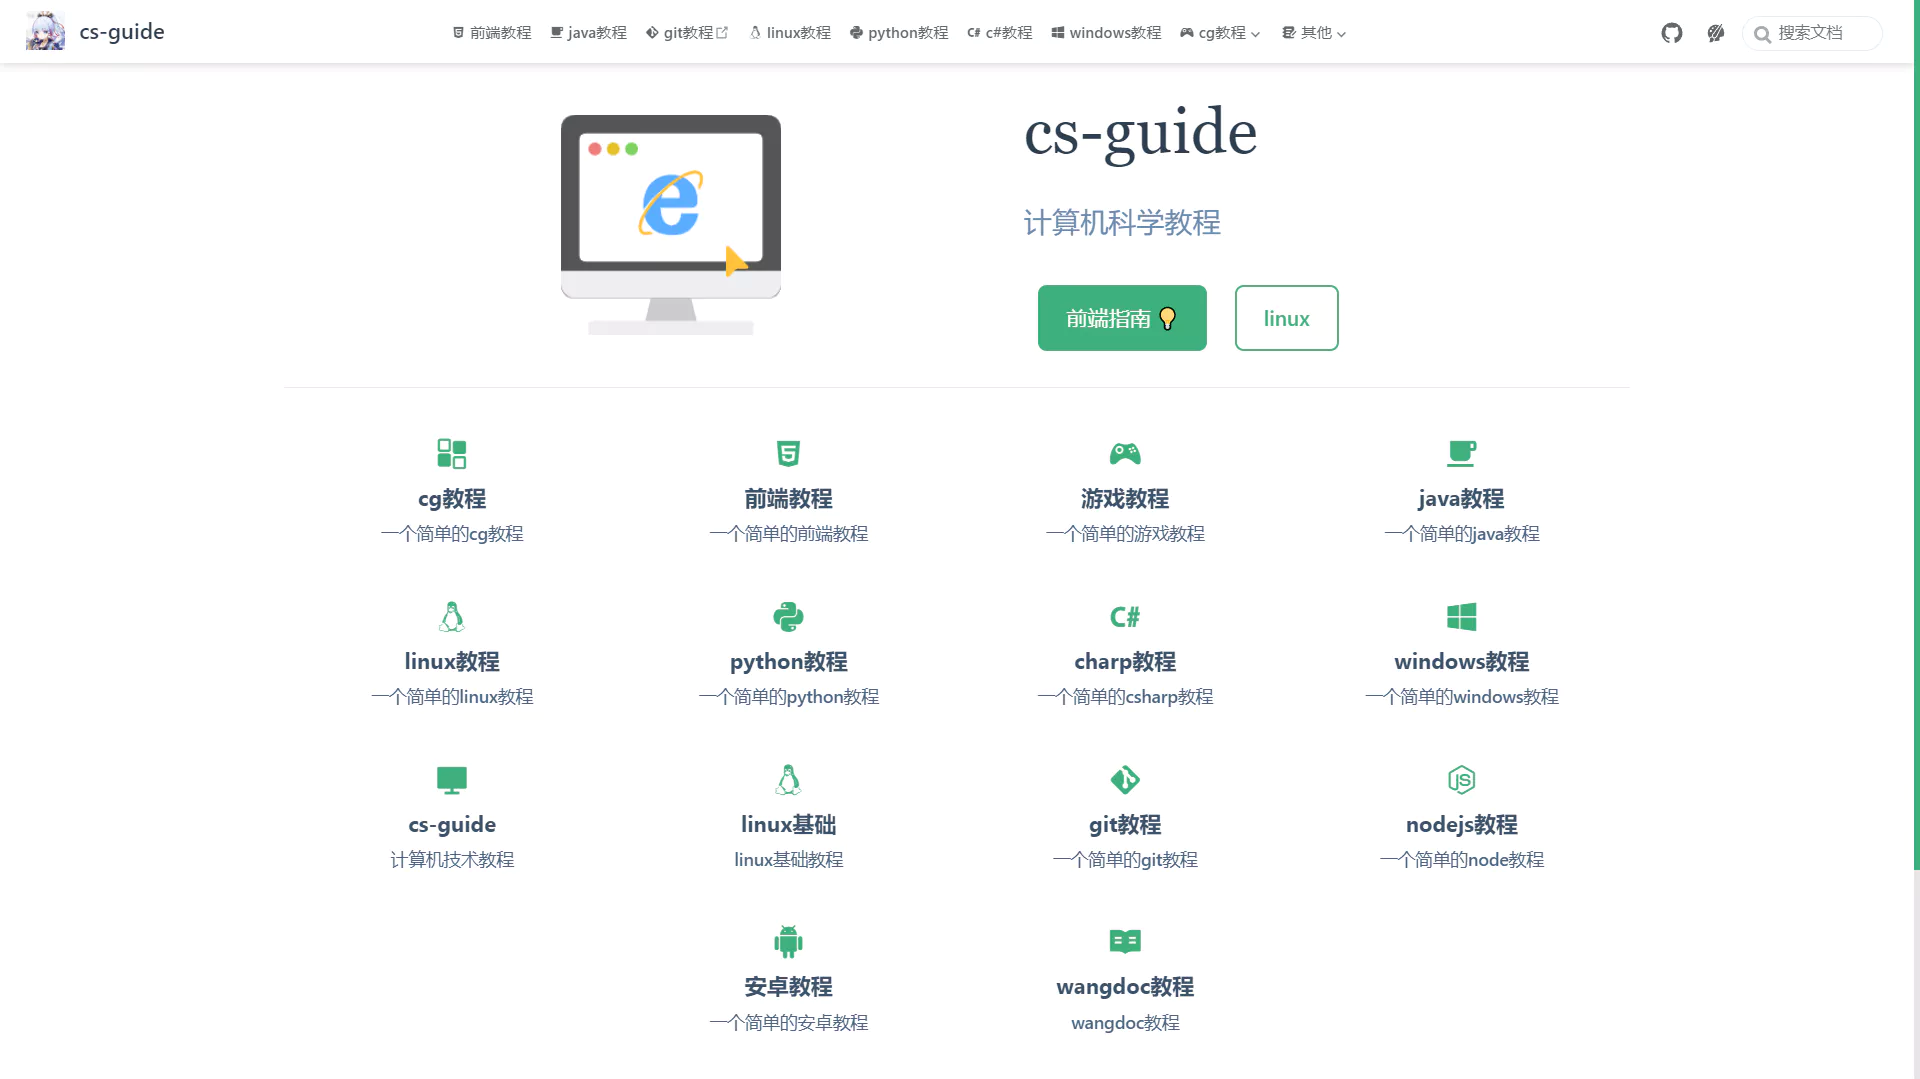 cs-guide
前端教程 java教程 git教程 linux教程 python教程 C# c#教程 windows教程 cg教程 其他
搜索文档
cs-guide
计算机科学教程
前端指南💡 linux
cg教程
一个简单的cg教程
前端教程
一个简单的前端教程
游戏教程
一个简单的游戏教程
java教程
一个简单的java教程
linux教程
一个简单的linux教程
python教程
一个简单的python教程
C#
charp教程
一个简单的csharp教程
windows教程
一个简单的windows教程
cs-guide
计算机技术教程
linux基础
linux基础教程
git教程
一个简单的git教程
JS
nodejs教程
一个简单的node教程
安卓教程
一个简单的安卓教程
wangdoc教程
wangdoc教程